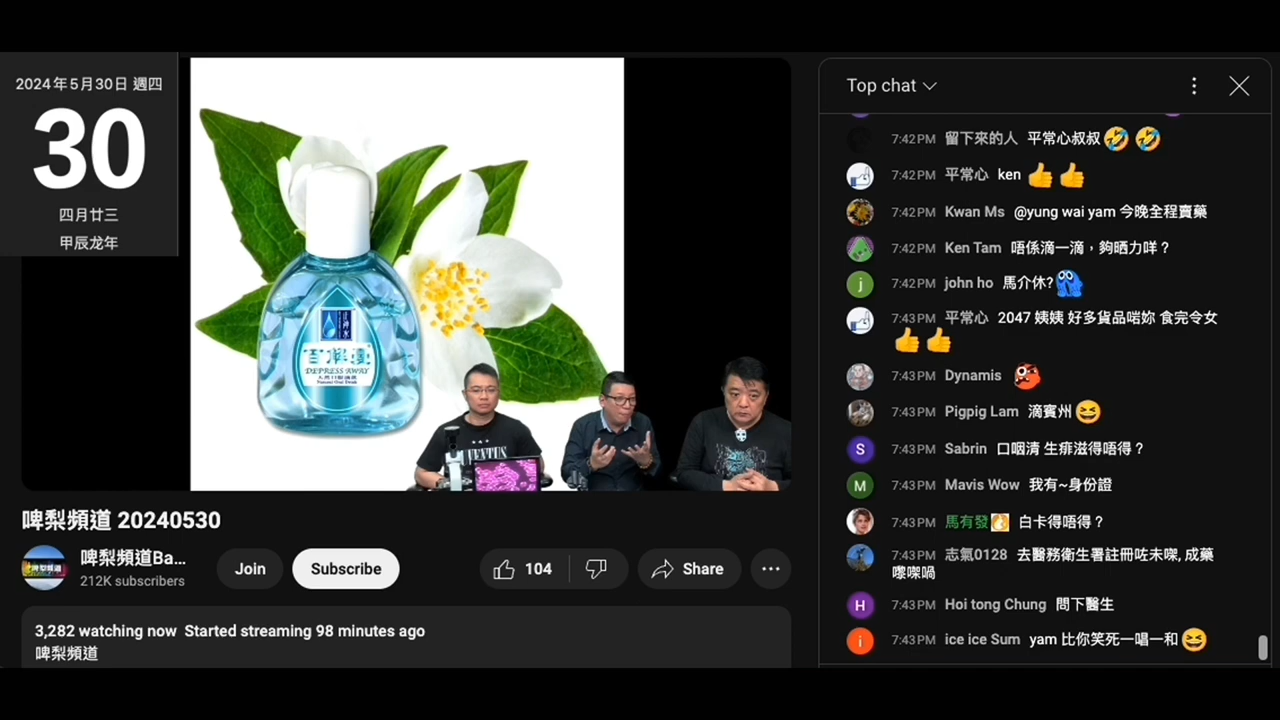 2024年5月30日 週四
30
四月廿三
甲辰龙年
DEPRESS AWAY
Natural Oral Drink
啤梨頻道 20240530
啤梨頻道Ba...
212K subscribers
Join
Subscribe
104
Share
3,282 watching now Started streaming 98 minutes ago
啤梨頻道
Top chat
7:42PM 留下來的人 平常心叔叔🤣🤣
7:42PM 平常心 ken👍👍
7:42PM Kwan Ms @yung wai yam 今晚全程賣藥
7:42PM Ken Tam 唔係滴一滴，夠晒力咩？
7:42PM john ho 馬介休?
7:43PM 平常心 2047 姨姨 好多貨品啱妳 食完令女
👍👍
7:43PM Dynamis
7:43PM Pigpig Lam 滴賓州😆
S 7:43PM Sabrin 口咽清 生痱滋得唔得？
M 7:43PM Mavis Wow 我有~身份證
7:43PM 馬有發 白卡得唔得？
7:43PM 志氣0128 去醫務衛生署註冊咗未㗎, 成藥
嚟㗎喎
H 7:43PM Hoi tong Chung 問下醫生
i 7:43PM ice ice Sum yam 比你笑死一唱一和😆